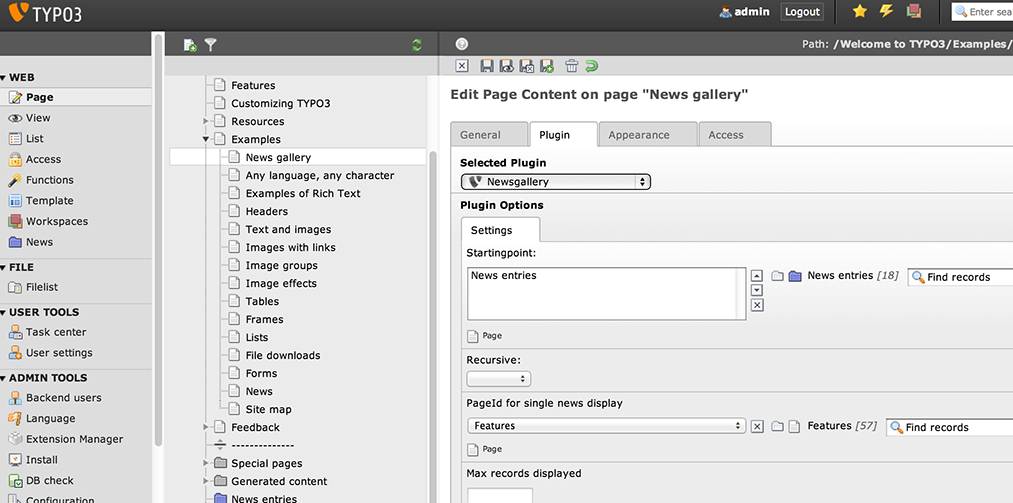 TYPO3
admin
Logout
Enter sea
Path: /Welcome to TYPO3/Examples/
WEB
Page
View
List
Access
Functions
Template
Workspaces
News
FILE
Filelist
USER TOOLS
Task center
User settings
ADMIN TOOLS
Backend users
Language
Extension Manager
Install
DB check
Configuration
Features
Customizing TYPO3
Resources
Examples
News gallery
Any language, any character
Examples of Rich Text
Headers
Text and images
Images with links
Image groups
Image effects
Tables
Frames
Lists
File downloads
Forms
News
Site map
Feedback
--------------
Special pages
Generated content
News entries
Edit Page Content on page "News gallery"
General
Plugin
Appearance
Access
Selected Plugin
Newsgallery
Plugin Options
Settings
Startingpoint:
News entries
News entries [18]
Find records
Page
Recursive:
PageId for single news display
Features
Features [57]
Find records
Page
Max records displayed